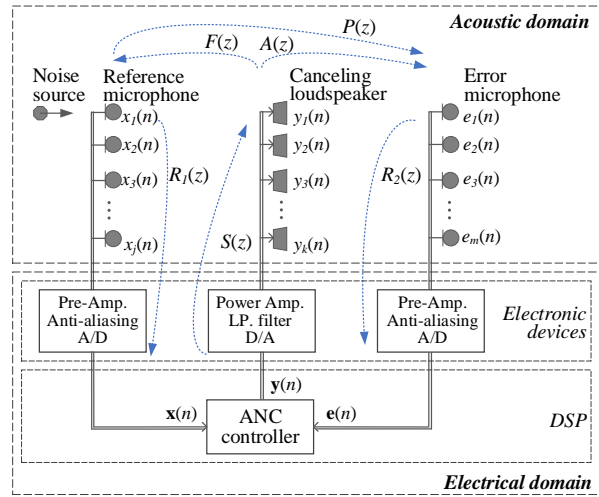 P(z)
Acoustic domain
F(z) A(z)
Noise
source
Reference
microphone
Canceling
loudspeaker
Error
microphone
x1(n)
x2(n)
x3(n)
xj(n)
R1(z)
S(z)
y1(n)
y2(n)
y3(n)
yk(n)
R2(z)
e1(n)
e2(n)
e3(n)
em(n)
Pre-Amp.
Anti-aliasing
A/D
Power Amp.
LP. filter
D/A
Pre-Amp.
Anti-aliasing
A/D
Electronic
devices
y(n)
x(n)
ANC
controller
e(n)
DSP
Electrical domain